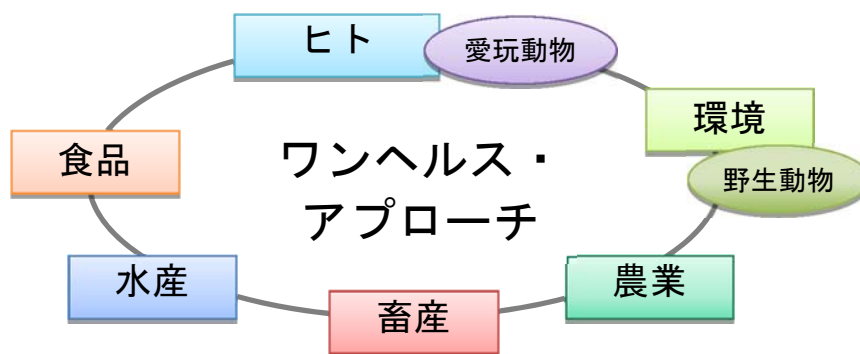 ヒト
愛玩動物
環境
野生動物
食品
ワンヘルス・
アプローチ
水産
農業
畜産